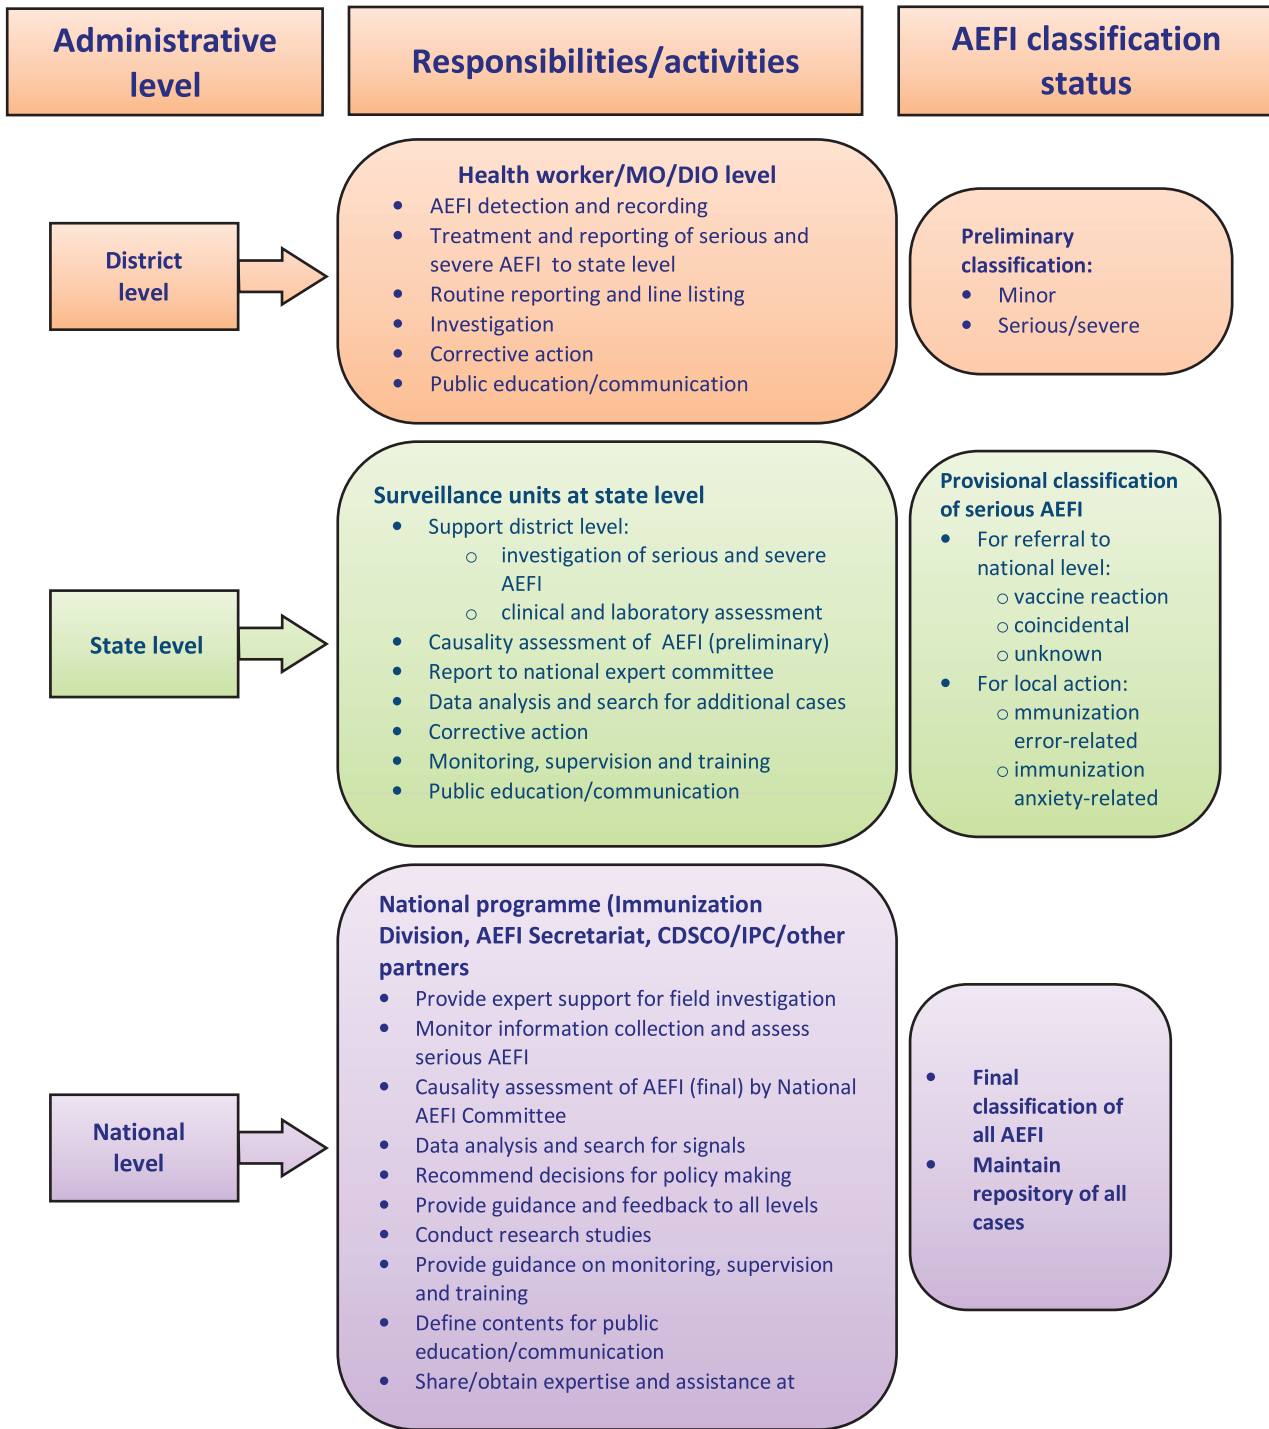 Administrative
level
Responsibilities/activities
AEFI classification
status
District
level
Health worker/MO/DIO level
• AEFI detection and recording
• Treatment and reporting of serious and
severe AEFI to state level
• Routine reporting and line listing
• Investigation
• Corrective action
• Public education/communication
Preliminary
classification:
• Minor
• Serious/severe
State level
Surveillance units at state level
• Support district level:
o investigation of serious and severe
AEFI
o clinical and laboratory assessment
• Causality assessment of AEFI (preliminary)
• Report to national expert committee
• Data analysis and search for additional cases
• Corrective action
• Monitoring, supervision and training
• Public education/communication
Provisional classification
of serious AEFI
• For referral to
national level:
o vaccine reaction
o coincidental
o unknown
• For local action:
o mmunization
error-related
o immunization
anxiety-related
National
level
National programme (Immunization
Division, AEFI Secretariat, CDSCO/IPC/other
partners
• Provide expert support for field investigation
• Monitor information collection and assess
serious AEFI
• Causality assessment of AEFI (final) by National
AEFI Committee
• Data analysis and search for signals
• Recommend decisions for policy making
• Provide guidance and feedback to all levels
• Conduct research studies
• Provide guidance on monitoring, supervision
and training
• Define contents for public
education/communication
• Share/obtain expertise and assistance at
• Final
classification of
all AEFI
• Maintain
repository of all
cases